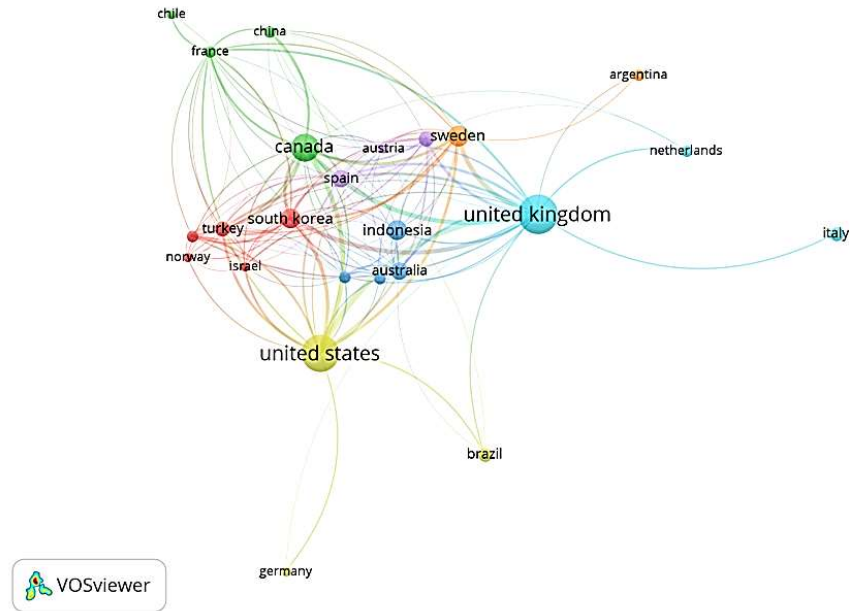 chile
china
france
argentina
canada
austria
sweden
netherlands
spain
united kingdom
south korea
turkey
indonesia
italy
norway
israel
australia
united states
brazil
germany
VOSviewer